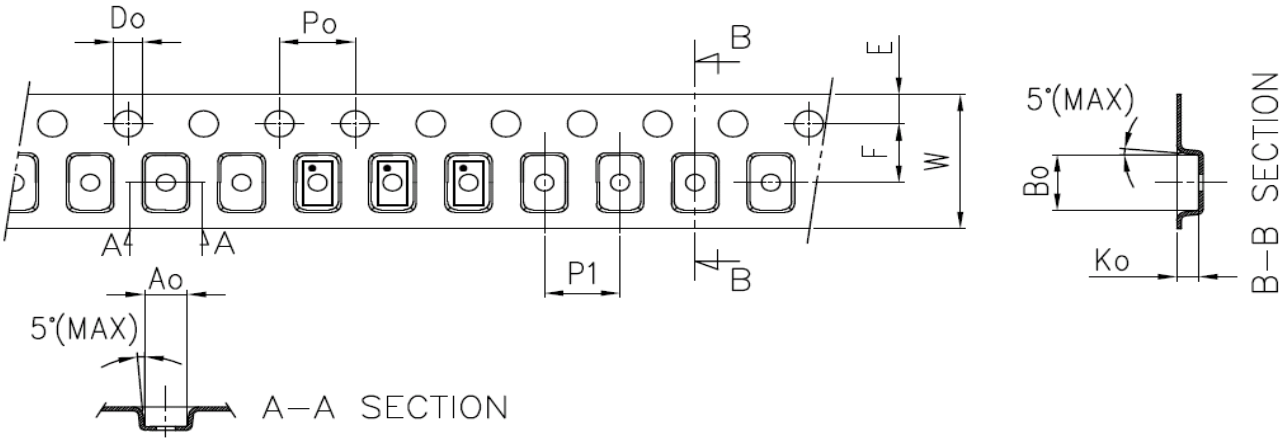 Do
Po
B
E
F
W
A
A
P1
B
Ao
5°(MAX)
A-A SECTION
5°(MAX)
Bo
Ko
B-B SECTION